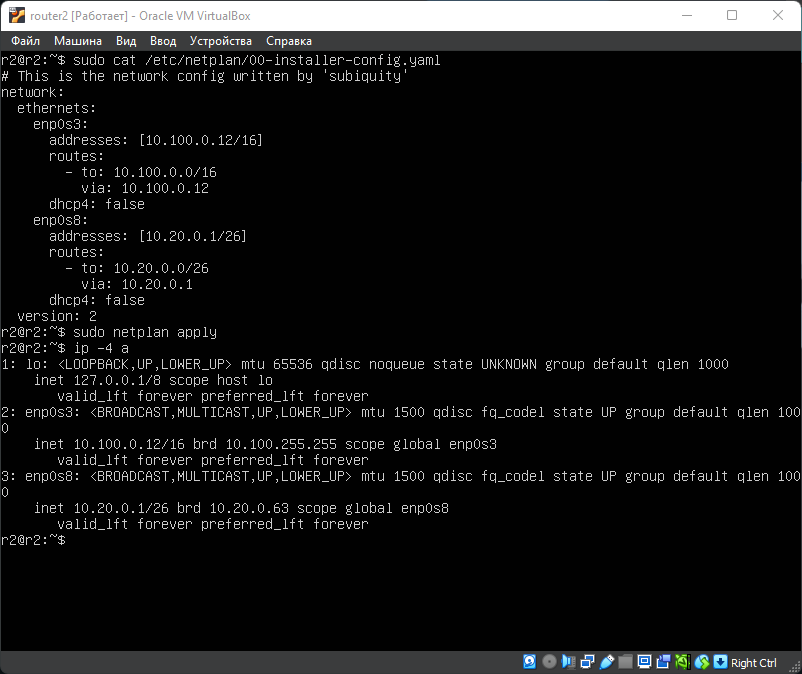 router2 [Работает] - Oracle VM VirtualBox
Файл Машина Вид Ввод Устройства Справка
r2@r2:~$ sudo cat /etc/netplan/00-installer-config.yaml
# This is the network config written by 'subiquity'
network:
  ethernets:
    enp0s3:
      addresses: [10.100.0.12/16]
      routes:
        - to: 10.100.0.0/16
          via: 10.100.0.12
      dhcp4: false
    enp0s8:
      addresses: [10.20.0.1/26]
      routes:
        - to: 10.20.0.0/26
          via: 10.20.0.1
      dhcp4: false
  version: 2
r2@r2:~$ sudo netplan apply
r2@r2:~$ ip -4 a
1: lo: <LOOPBACK,UP,LOWER_UP> mtu 65536 qdisc noqueue state UNKNOWN group default qlen 1000
    inet 127.0.0.1/8 scope host lo
       valid_lft forever preferred_lft forever
2: enp0s3: <BROADCAST,MULTICAST,UP,LOWER_UP> mtu 1500 qdisc fq_codel state UP group default qlen 100
0
    inet 10.100.0.12/16 brd 10.100.255.255 scope global enp0s3
       valid_lft forever preferred_lft forever
3: enp0s8: <BROADCAST,MULTICAST,UP,LOWER_UP> mtu 1500 qdisc fq_codel state UP group default qlen 100
0
    inet 10.20.0.1/26 brd 10.20.0.63 scope global enp0s8
       valid_lft forever preferred_lft forever
r2@r2:~$
Right Ctrl